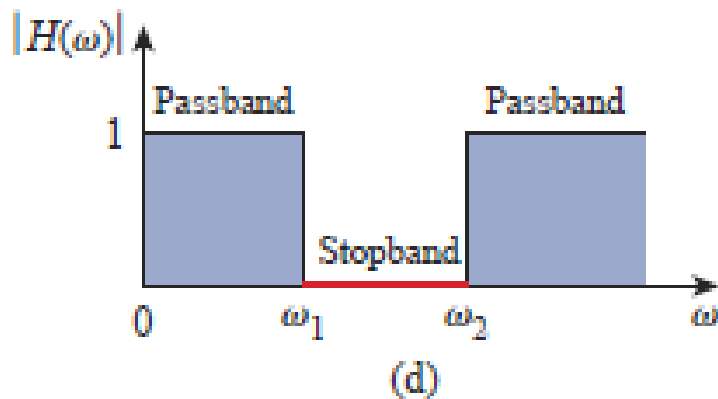 |H(ω)|
Passband Passband
1
Stopband
0 ω₁ ω₂ ω
(d)